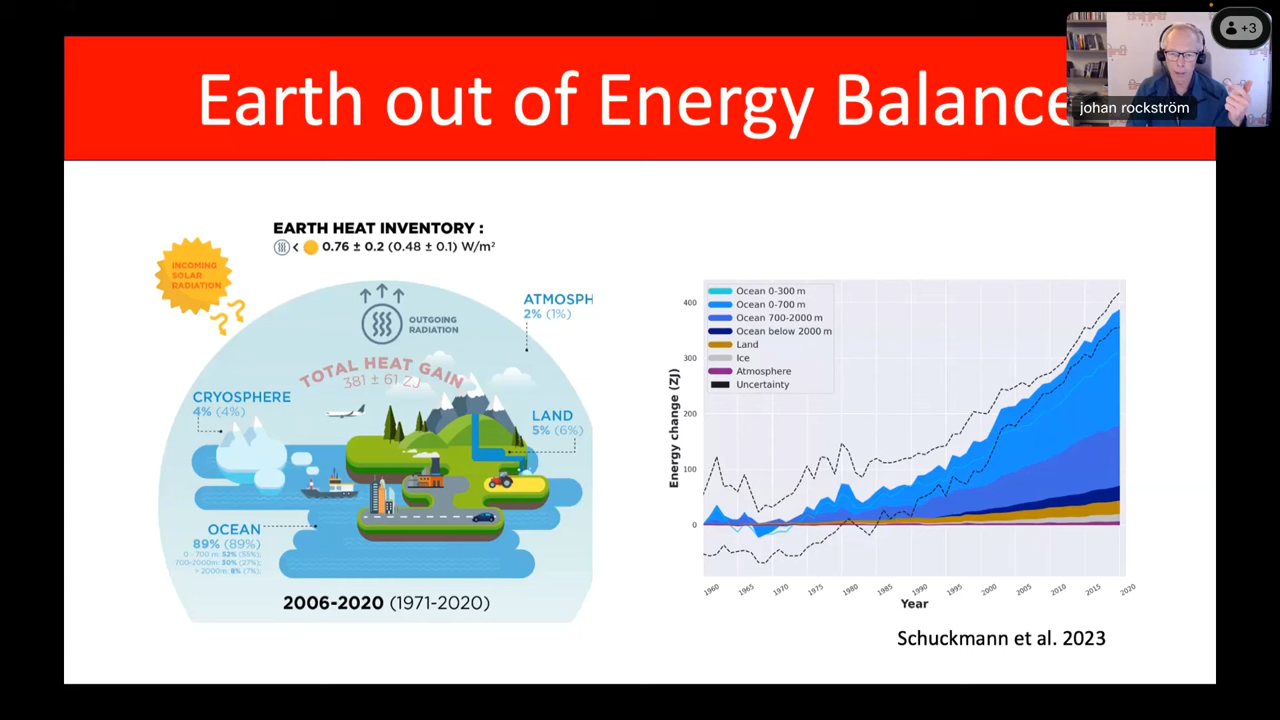 Earth out of Energy Balance
+3
johan rockström
EARTH HEAT INVENTORY :
< 0.76 ± 0.2 (0.48 ± 0.1) W/m²
INCOMING
SOLAR
RADIATION
OUTGOING
RADIATION
ATMOSPH
2% (1%)
TOTAL HEAT GAIN
381 ± 61 ZJ
CRYOSPHERE
4% (4%)
LAND
5% (6%)
OCEAN
89% (89%)
0 - 700 m: 52% (55%);
700-2000m: 30% (27%);
> 2000m: 8% (7%);
2006-2020 (1971-2020)
Ocean 0-300 m
Ocean 0-700 m
Ocean 700-2000 m
Ocean below 2000 m
Land
Ice
Atmosphere
Uncertainty
Energy change (ZJ)
400
300
200
100
0
1960 1965 1970 1975 1980 1985 1990 1995 2000 2005 2010 2015 2020
Year
Schuckmann et al. 2023